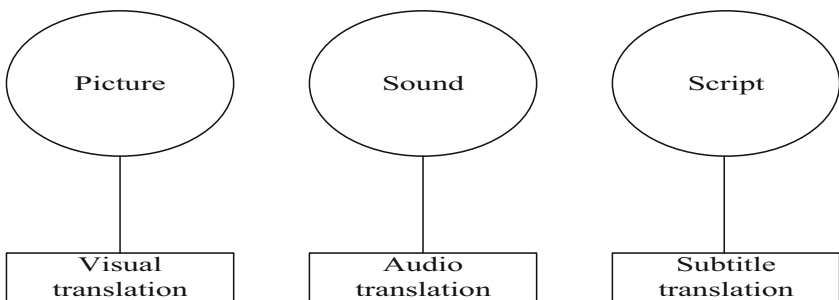 Picture
Sound
Script
Visual
translation
Audio
translation
Subtitle
translation